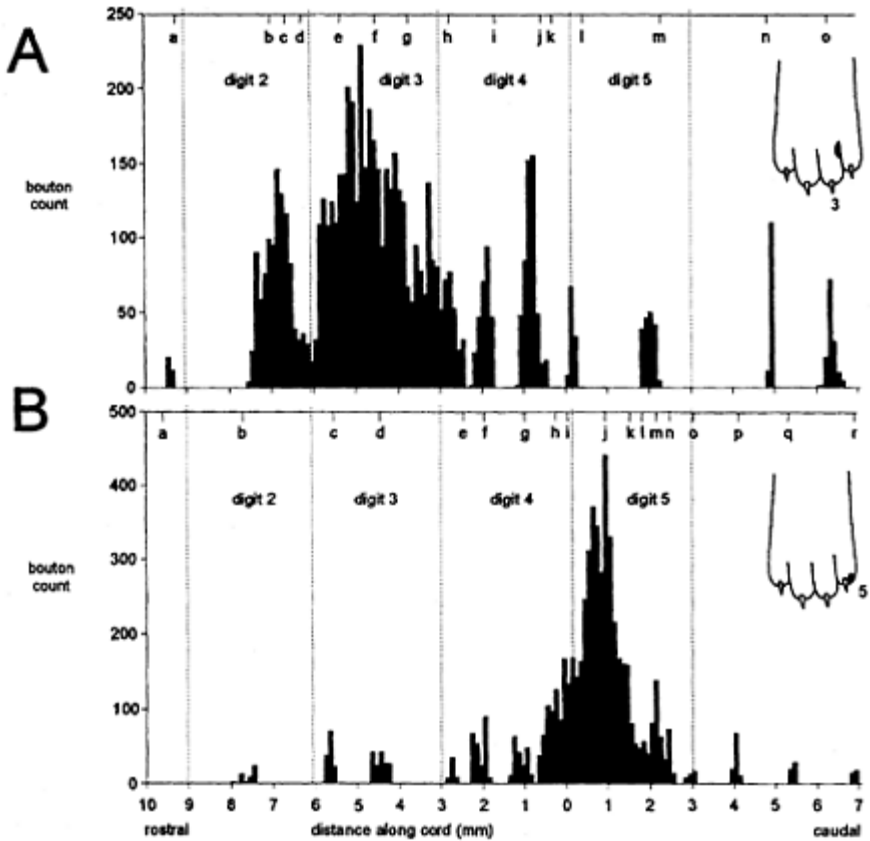 A
250
a b c d e f g h i j k l m n o
digit 2 digit 3 digit 4 digit 5
200
150
bouton
count
100
50
0
3
B
500
a b c d e f g h i j k l m n o p q r
digit 2 digit 3 digit 4 digit 5
400
bouton
count
300
200
100
0
5
10 9 8 7 6 5 4 3 2 1 0 1 2 3 4 5 6 7
rostral distance along cord (mm) caudal